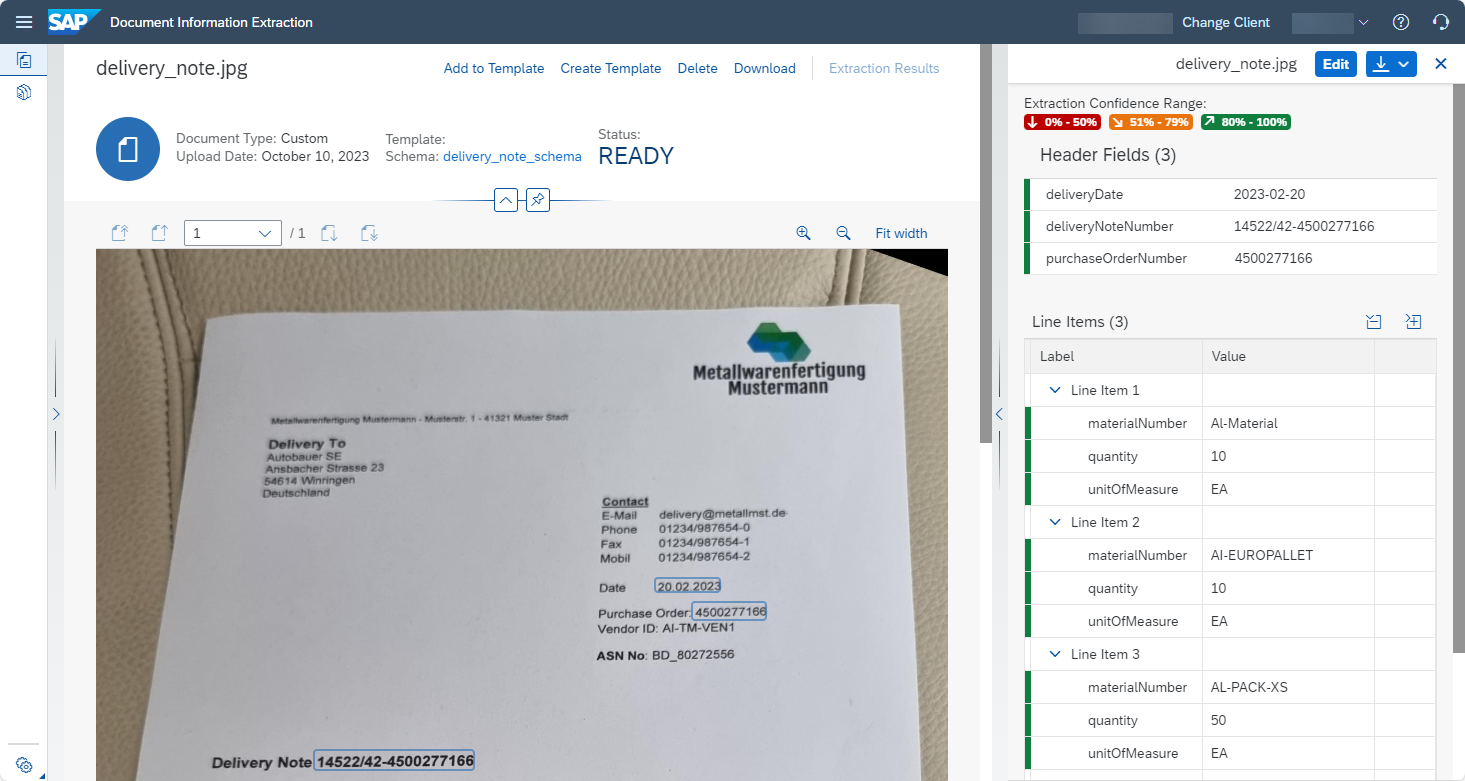 SAP Document Information Extraction
Change Client
delivery_note.jpg
Add to Template Create Template Delete Download Extraction Results
Document Type: Custom
Upload Date: October 10, 2023
Template:
Schema: delivery_note_schema
Status:
READY
1 / 1
Fit width
Metallwarenfertigung
Mustermann
Metallwarenfertigung Mustermann - Musterstr. 1 - 41321 Muster Stadt
Delivery To
Autobauer SE
Ansbacher Strasse 23
54614 Winringen
Deutschland
Contact
E-Mail delivery@metallmst.de
Phone 01234/987654-0
Fax 01234/987654-1
Mobil 01234/987654-2
Date 20.02.2023
Purchase Order: 4500277166
Vendor ID: AI-TM-VEN1
ASN No: BD_80272556
Delivery Note 14522/42-4500277166
delivery_note.jpg Edit
Extraction Confidence Range:
0% - 50% 51% - 79% 80% - 100%
Header Fields (3)
deliveryDate 2023-02-20
deliveryNoteNumber 14522/42-4500277166
purchaseOrderNumber 4500277166
Line Items (3)
Label Value
Line Item 1
materialNumber Al-Material
quantity 10
unitOfMeasure EA
Line Item 2
materialNumber AI-EUROPALLET
quantity 10
unitOfMeasure EA
Line Item 3
materialNumber AL-PACK-XS
quantity 50
unitOfMeasure EA